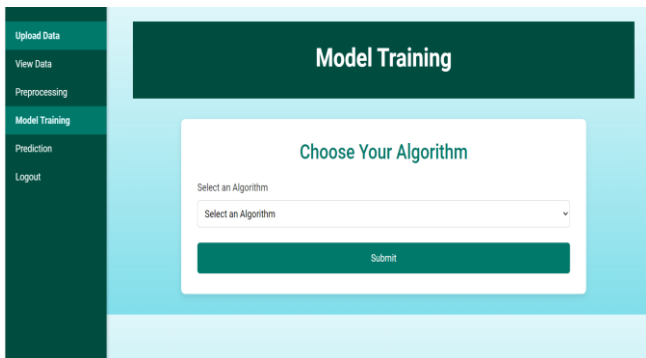 Upload Data
View Data
Preprocessing
Model Training
Prediction
Logout
Model Training
Choose Your Algorithm
Select an Algorithm
Select an Algorithm
Submit